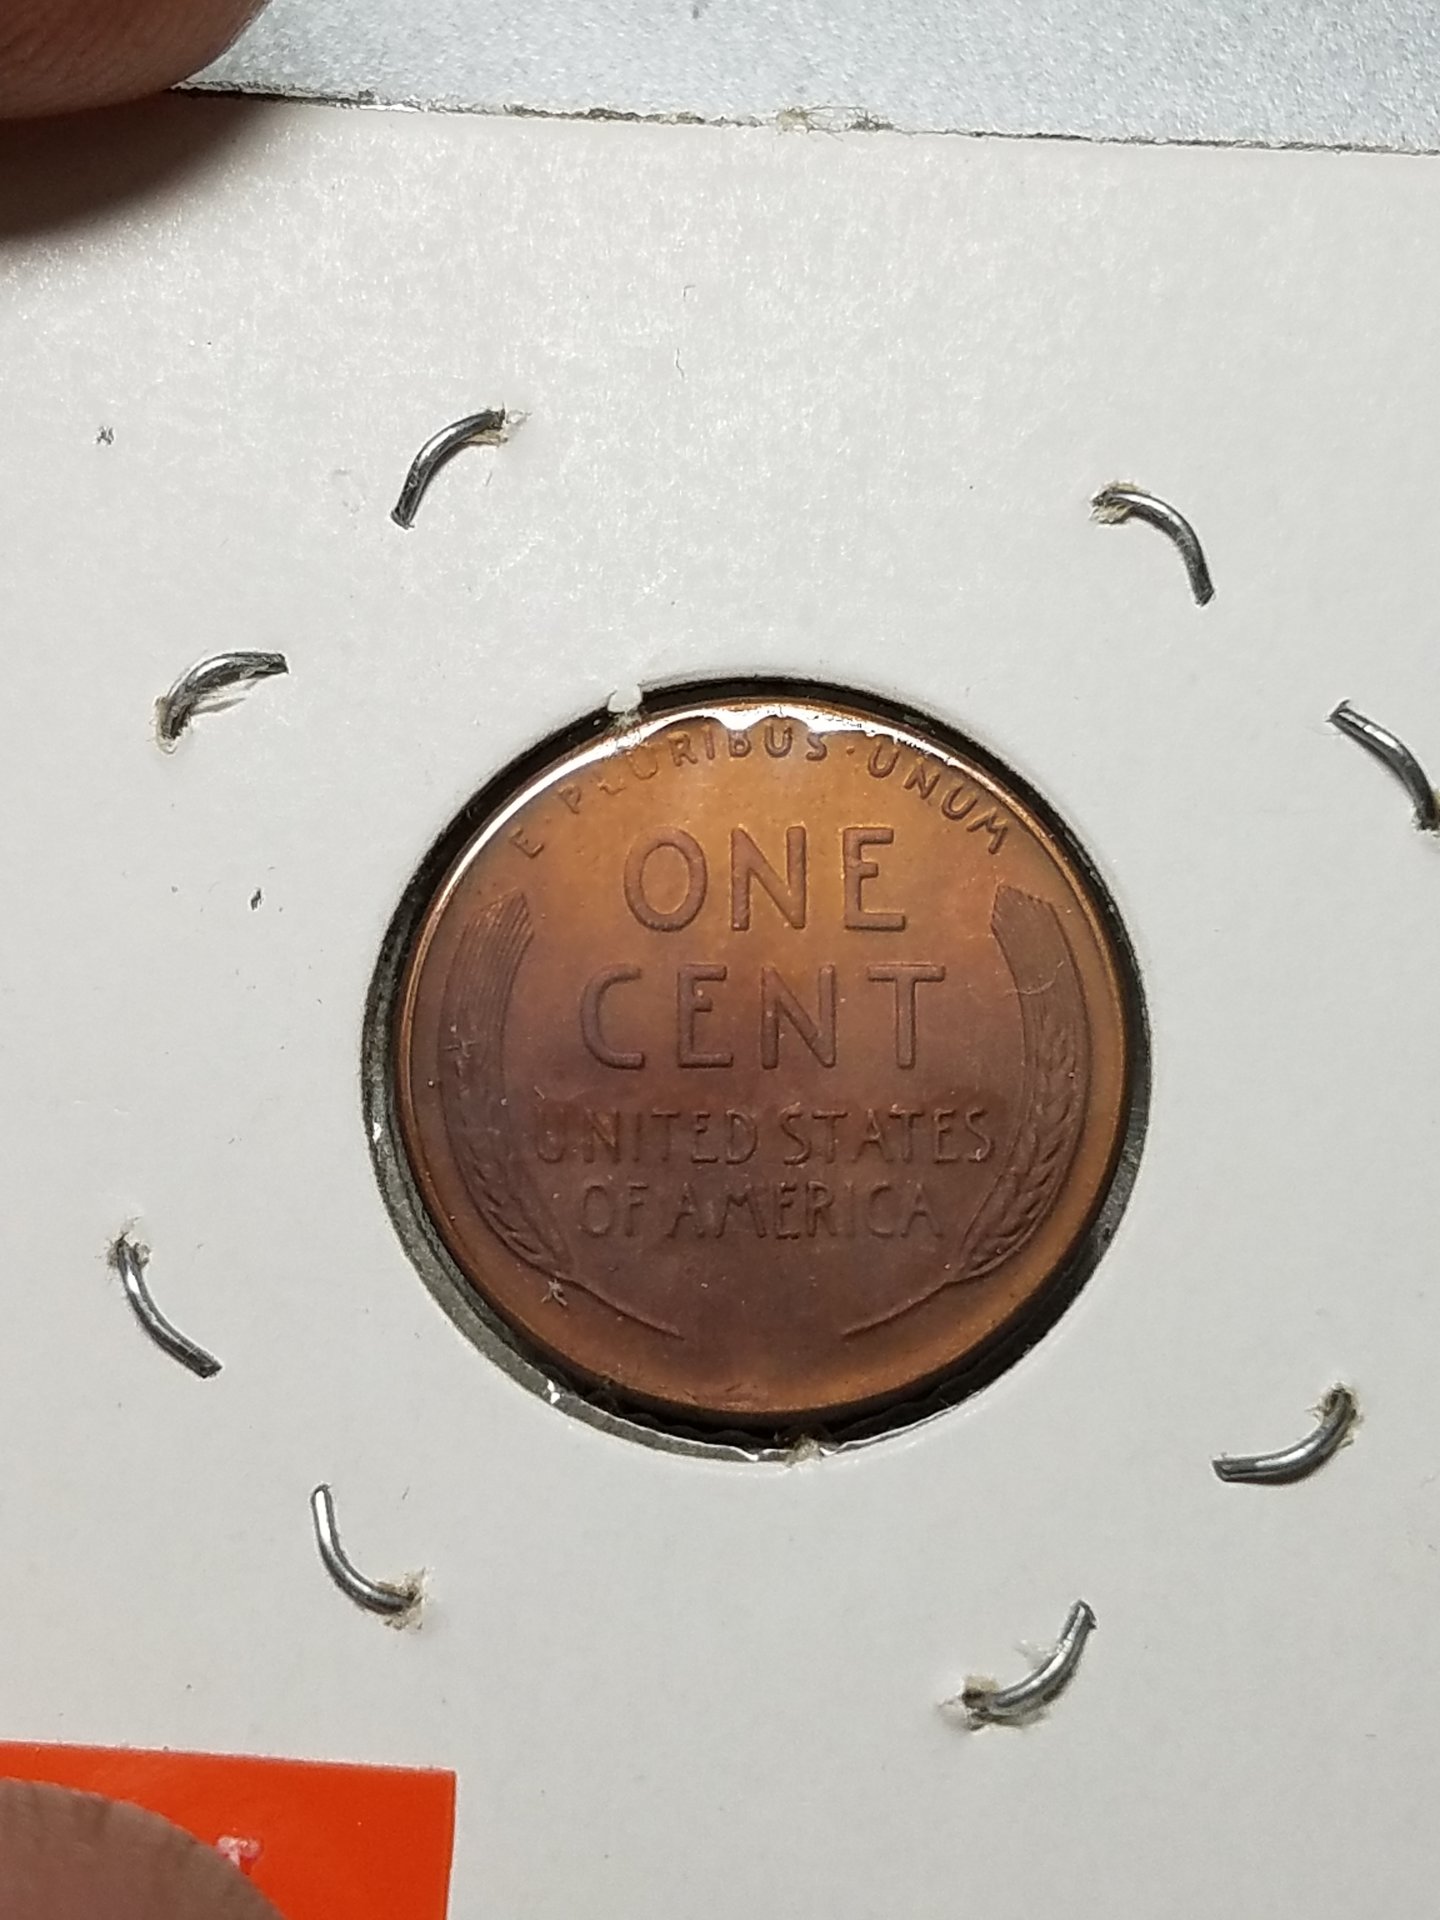 E · PLURIBUS · UNUM
ONE
CENT
UNITED STATES
OF AMERICA